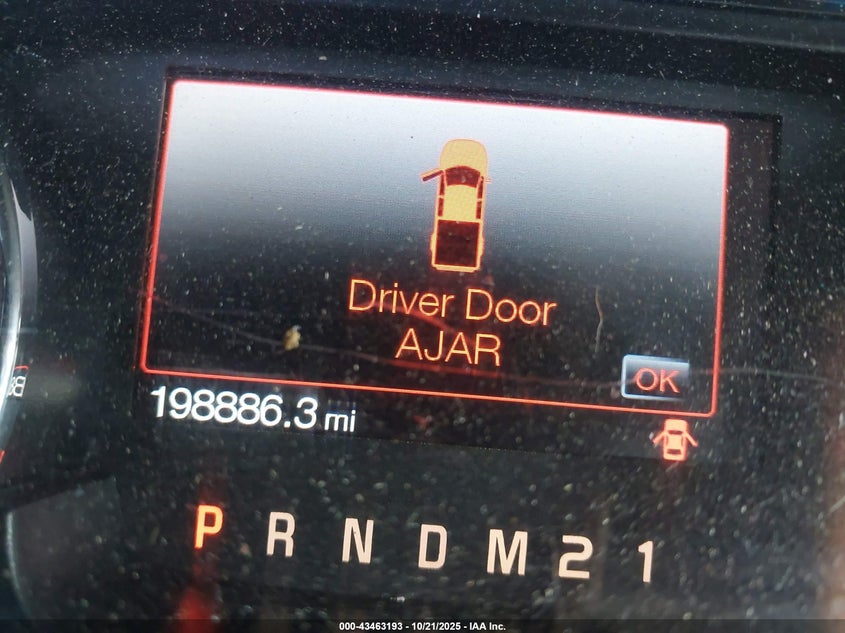 Driver Door
AJAR
OK
198886.3 mi
P R N D M 2 1
000-43463193 - 10/21/2025 - IAA Inc.